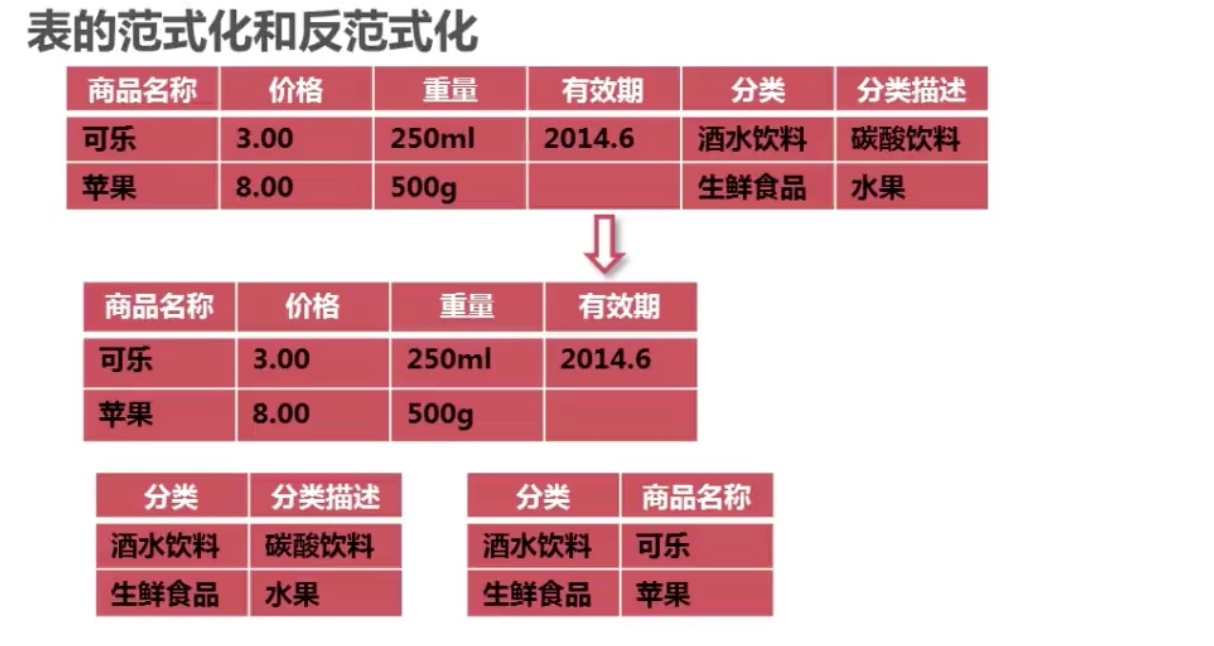 表的范式化和反范式化
商品名称 价格 重量 有效期 分类 分类描述
可乐 3.00 250ml 2014.6 酒水饮料 碳酸饮料
苹果 8.00 500g 生鲜食品 水果
商品名称 价格 重量 有效期
可乐 3.00 250ml 2014.6
苹果 8.00 500g
分类 分类描述
酒水饮料 碳酸饮料
生鲜食品 水果
分类 商品名称
酒水饮料 可乐
生鲜食品 苹果